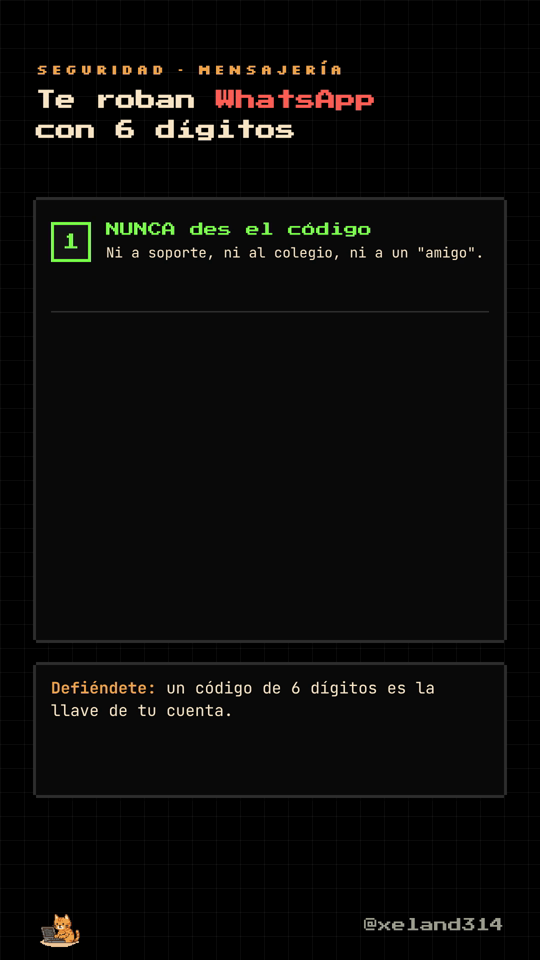 SEGURIDAD · MENSAJERÍA
Te roban WhatsApp
con 6 dígitos
1 NUNCA des el código
Ni a soporte, ni al colegio, ni a un "amigo".
Defiéndete: un código de 6 dígitos es la
llave de tu cuenta.
@xeland314